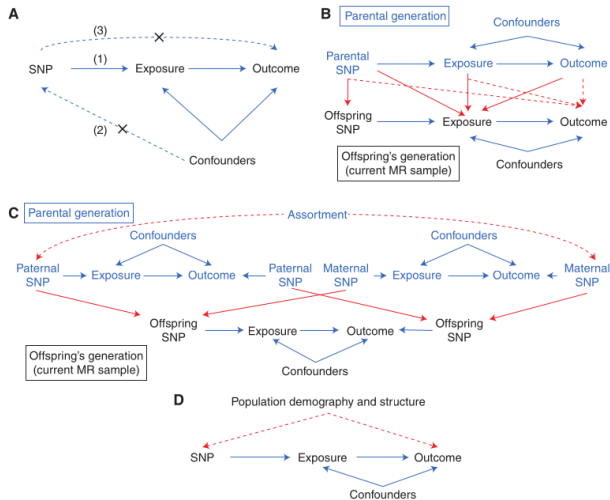 A
(3)
SNP
(1)
Exposure
Outcome
(2)
Confounders
B
Parental generation
Confounders
Parental
SNP
Exposure
Outcome
Offspring
SNP
Exposure
Outcome
Offspring's generation
(current MR sample)
Confounders
C
Parental generation
Assortment
Confounders
Confounders
Paternal
SNP
Exposure
Outcome
Paternal
SNP
Maternal
SNP
Exposure
Outcome
Maternal
SNP
Offspring
SNP
Exposure
Outcome
Offspring
SNP
Offspring's generation
(current MR sample)
Confounders
D
Population demography and structure
SNP
Exposure
Outcome
Confounders